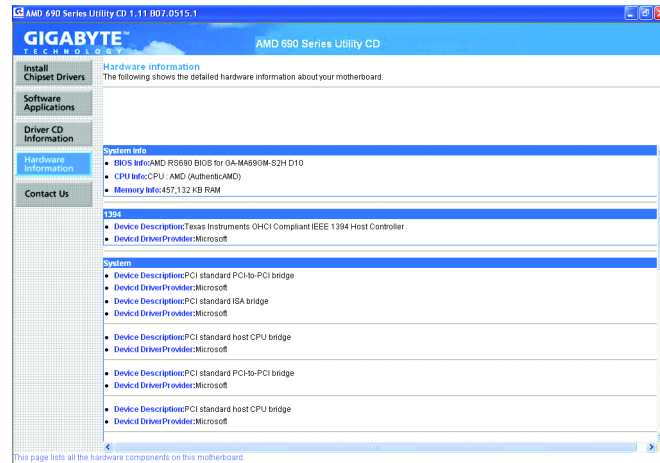 AMD 690 Series Utility CD 1.11 B07.0515.1
GIGABYTE™
TECHNOLOGY
AMD 690 Series Utility CD
Install
Chipset Drivers
Software
Applications
Driver CD
Information
Hardware
Information
Contact Us
Hardware information
The following shows the detailed hardware information about your motherboard.
System Info
• BIOS Info:AMD RS690 BIOS for GA-MA69GM-S2H D10
• CPU Info:CPU : AMD (AuthenticAMD)
• Memory Info:457,132 KB RAM
1394
• Device Description:Texas Instruments OHCI Compliant IEEE 1394 Host Controller
• Devicd DriverProvider:Microsoft
System
• Device Description:PCI standard PCI-to-PCI bridge
• Devicd DriverProvider:Microsoft
• Device Description:PCI standard ISA bridge
• Device Description:PCI standard host CPU bridge
• Devicd DriverProvider:Microsoft
• Device Description:PCI standard PCI-to-PCI bridge
• Devicd DriverProvider:Microsoft
• Device Description:PCI standard host CPU bridge
• Devicd DriverProvider:Microsoft
This page lists all the hardware components on this motherboard.